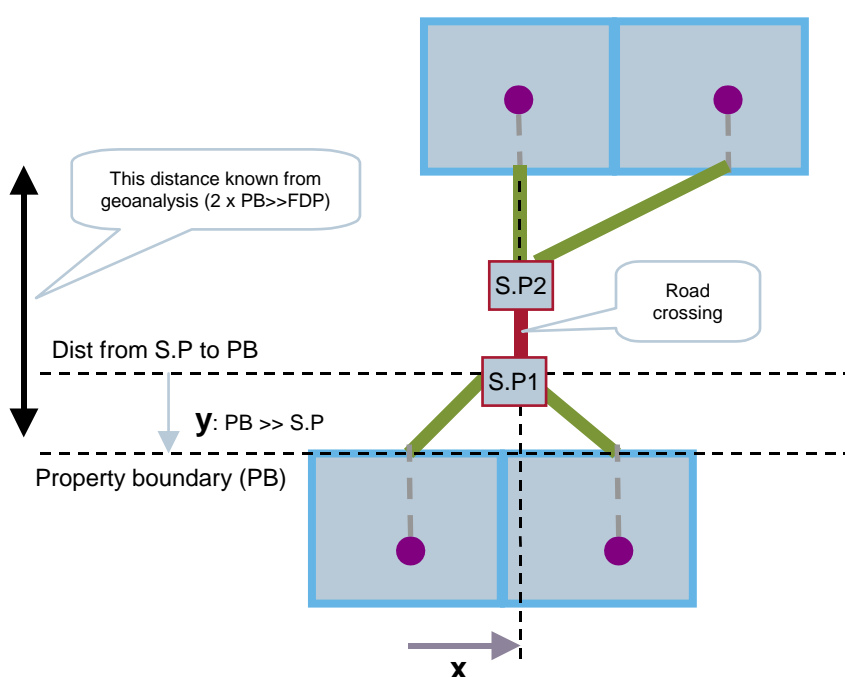 This distance known from
geoanalysis (2 x PB>>FDP)
S.P2
Road
crossing
Dist from S.P to PB
S.P1
y: PB >> S.P
Property boundary (PB)
x